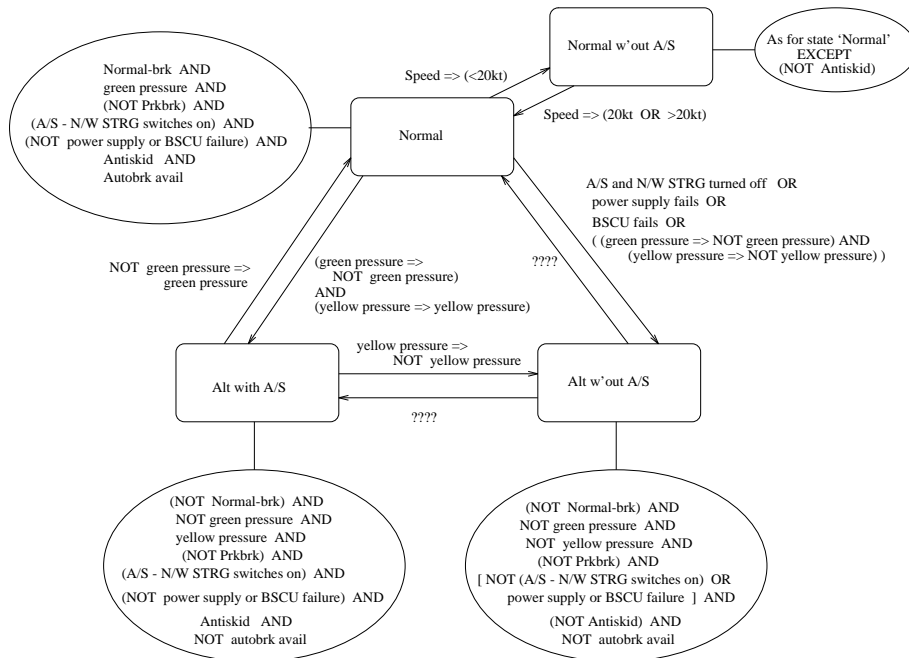 Normal-brk AND
green pressure AND
(NOT Prkbrk) AND
(A/S - N/W STRG switches on) AND
(NOT power supply or BSCU failure) AND
Antiskid AND
Autobrk avail
Normal w'out A/S
As for state ‘Normal’
EXCEPT
(NOT Antiskid)
Speed => (<20kt)
Speed => (20kt OR >20kt)
Normal
A/S and N/W STRG turned off OR
power supply fails OR
BSCU fails OR
( (green pressure => NOT green pressure) AND
(yellow pressure => NOT yellow pressure) )
NOT green pressure =>
green pressure
(green pressure =>
NOT green pressure)
AND
(yellow pressure => yellow pressure)
????
yellow pressure =>
NOT yellow pressure
Alt with A/S
Alt w'out A/S
????
(NOT Normal-brk) AND
NOT green pressure AND
yellow pressure AND
(NOT Prkbrk) AND
(A/S - N/W STRG switches on) AND
(NOT power supply or BSCU failure) AND
Antiskid AND
NOT autobrk avail
(NOT Normal-brk) AND
NOT green pressure AND
NOT yellow pressure AND
(NOT Prkbrk) AND
[ NOT (A/S - N/W STRG switches on) OR
power supply or BSCU failure ] AND
(NOT Antiskid) AND
NOT autobrk avail